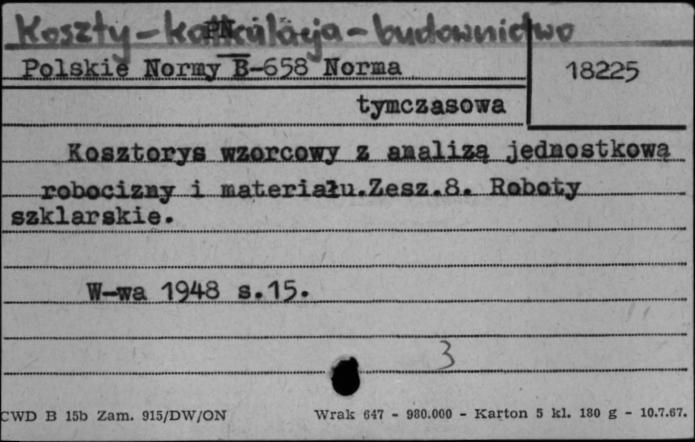 Koszty - kalkulacja - budownictwo
PN
Polskie Normy B-658 Norma
18225
tymczasowa
Kosztorys wzorcowy z analizą jednostkową
robocizny i materiału.Zesz.8. Roboty
szklarskie.
W-wa 1948 s.15.
3
CWD B 15b Zam. 915/DW/ON
Wrak 647 - 980.000 - Karton 5 kl. 180 g - 10.7.67.